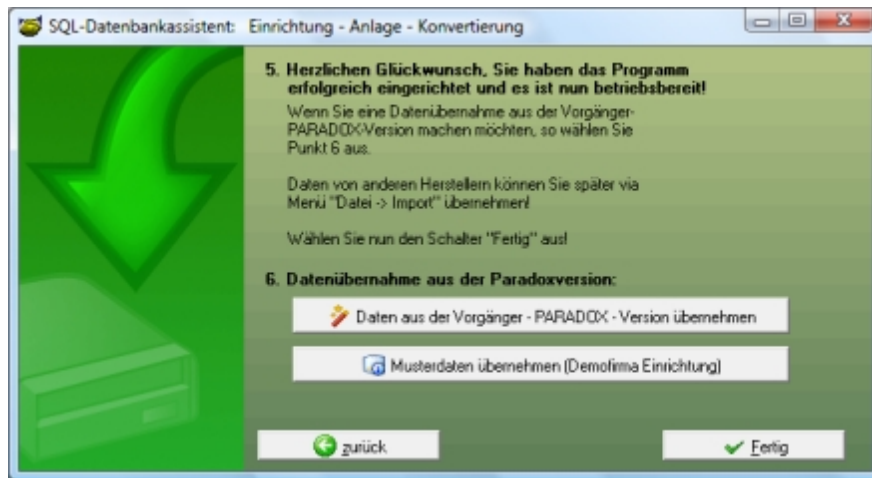 SQL-Datenbankassistent: Einrichtung - Anlage - Konvertierung
5. Herzlichen Glückwunsch, Sie haben das Programm
erfolgreich eingerichtet und es ist nun betriebsbereit!
Wenn Sie eine Datenübernahme aus der Vorgänger-
PARADOX-Version machen möchten, so wählen Sie
Punkt 6 aus.
Daten von anderen Herstellern können Sie später via
Menü "Datei -> Import" übernehmen!
Wählen Sie nun den Schalter "Fertig" aus!
6. Datenübernahme aus der Paradoxversion:
Daten aus der Vorgänger - PARADOX - Version übernehmen
Musterdaten übernehmen (Demofirma Einrichtung)
zurück
Fertig